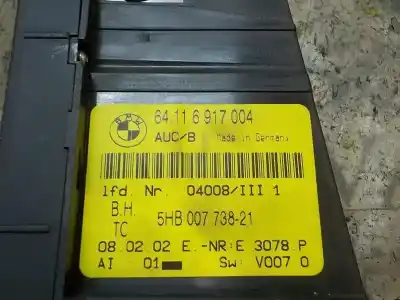 BMW
64 11 6 917 004
AUC/B Made in Germany
lfd. Nr. 04008/III 1
B.H. 5HB 007 738-21
TC
08.02.02 E.-NR:E 3078.P
AI 01 Sw: V007 0